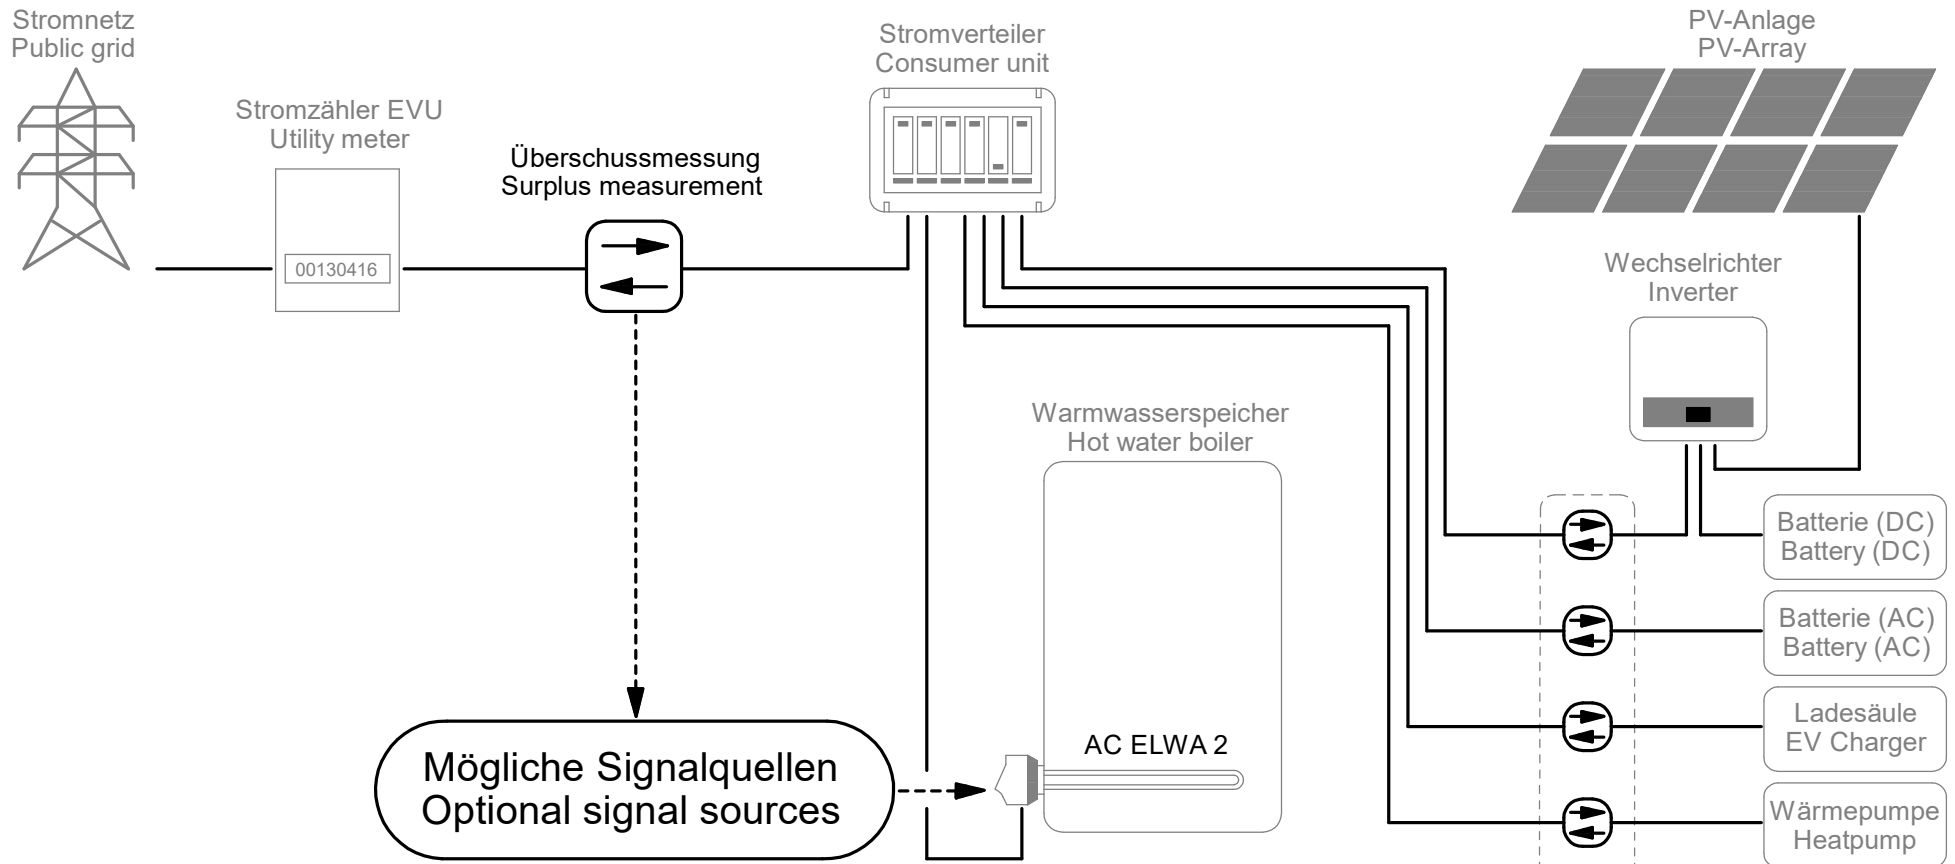 Stromnetz
Public grid
Stromzähler EVU
Utility meter
00130416
Überschussmessung
Surplus measurement
Stromverteiler
Consumer unit
PV-Anlage
PV-Array
Wechselrichter
Inverter
Warmwasserspeicher
Hot water boiler
AC ELWA 2
Mögliche Signalquellen
Optional signal sources
Batterie (DC)
Battery (DC)
Batterie (AC)
Battery (AC)
Ladesäule
EV Charger
Wärmepumpe
Heatpump